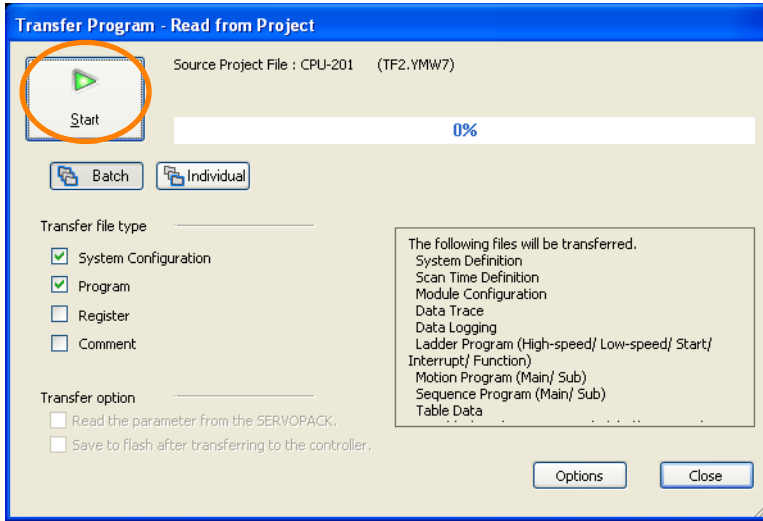 Transfer Program - Read from Project
Source Project File : CPU-201 (TF2.YMW7)
Start
0%
Batch
Individual
Transfer file type
System Configuration
Program
Register
Comment
The following files will be transferred.
System Definition
Scan Time Definition
Module Configuration
Data Trace
Data Logging
Ladder Program (High-speed/ Low-speed/ Start/
Interrupt/ Function)
Motion Program (Main/ Sub)
Sequence Program (Main/ Sub)
Table Data
Transfer option
Read the parameter from the SERVOPACK.
Save to flash after transferring to the controller.
Options
Close